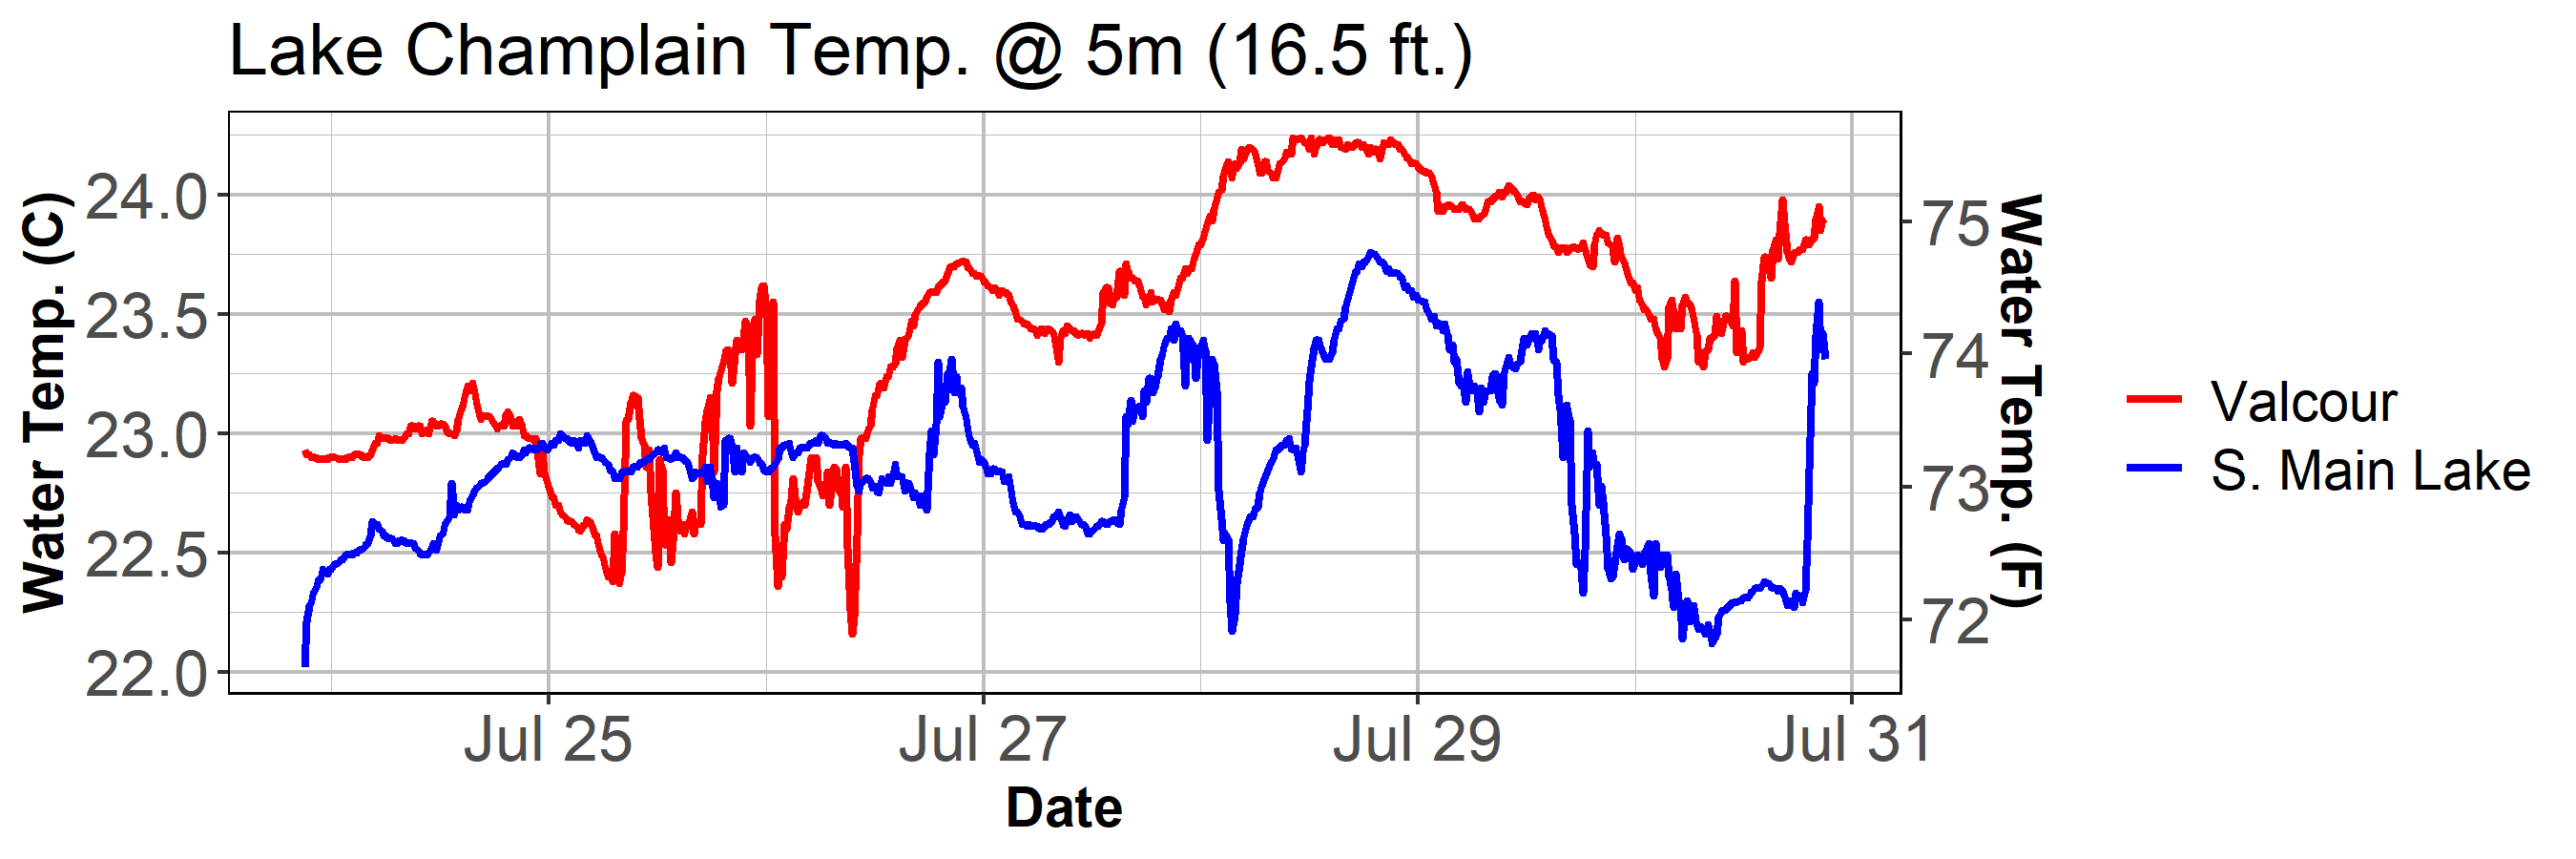 Lake Champlain Temp. @ 5m (16.5 ft.)
Water Temp. (C)
24.0
23.5
23.0
22.5
22.0
75
74
73
72
Water Temp. (F)
Jul 25 Jul 27 Jul 29 Jul 31
Date
Valcour
S. Main Lake